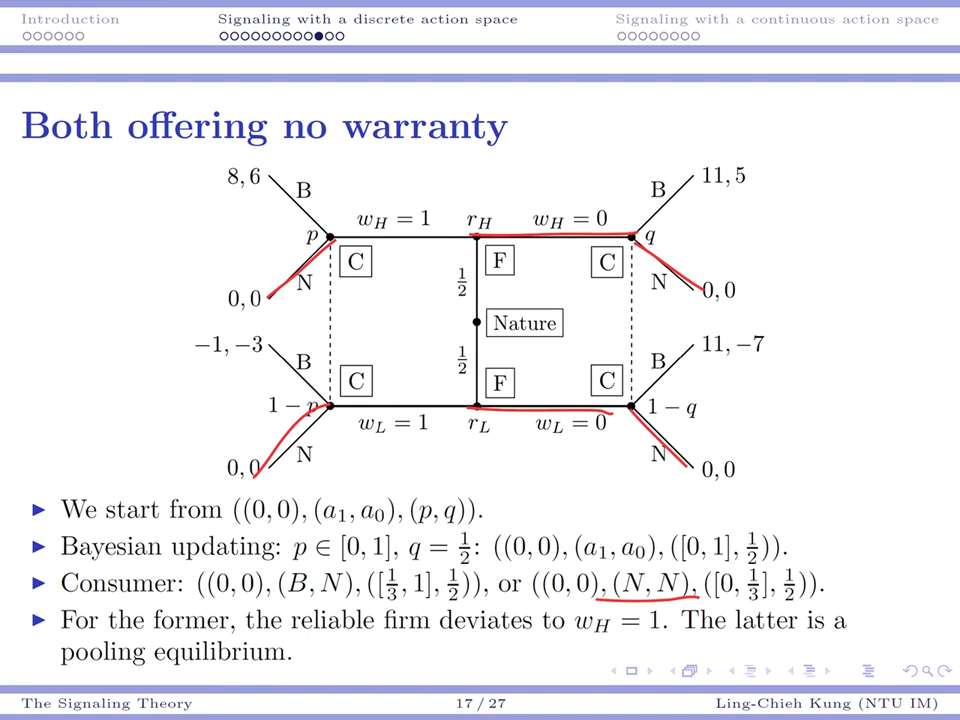 Introduction
Signaling with a discrete action space
Signaling with a continuous action space
Both offering no warranty
8, 6
B
11, 5
B
p
w_H = 1
r_H
w_H = 0
q
C
F
C
0, 0
N
1/2
N
0, 0
Nature
−1, −3
B
1/2
B
11, −7
C
F
C
1 − p
w_L = 1
r_L
w_L = 0
1 − q
0, 0
N
N
0, 0
▶ We start from ((0, 0), (a₁, a₀), (p, q)).
▶ Bayesian updating: p ∈ [0, 1], q = 1/2: ((0, 0), (a₁, a₀), ([0, 1], 1/2)).
▶ Consumer: ((0, 0), (B, N), ([1/3, 1], 1/2)), or ((0, 0), (N, N), ([0, 1/3], 1/2)).
▶ For the former, the reliable firm deviates to w_H = 1. The latter is a
pooling equilibrium.
The Signaling Theory
17 / 27
Ling-Chieh Kung (NTU IM)